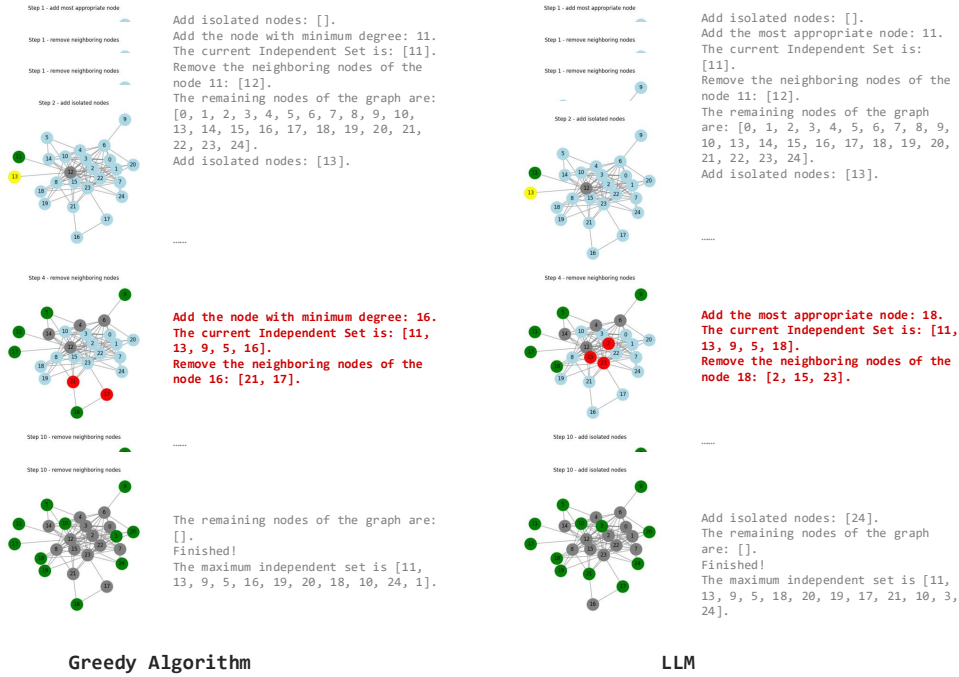 Step 1 - add most appropriate node
Step 1 - remove neighboring nodes
Step 1 - remove neighboring nodes
Step 2 - add isolated nodes
Add isolated nodes: [].
Add the node with minimum degree: 11.
The current Independent Set is: [11].
Remove the neighboring nodes of the
node 11: [12].
The remaining nodes of the graph are:
[0, 1, 2, 3, 4, 5, 6, 7, 8, 9, 10,
13, 14, 15, 16, 17, 18, 19, 20, 21,
22, 23, 24].
Add isolated nodes: [13].
......
Step 4 - remove neighboring nodes
Add the node with minimum degree: 16.
The current Independent Set is: [11,
13, 9, 5, 16].
Remove the neighboring nodes of the
node 16: [21, 17].
......
Step 10 - remove neighboring nodes
Step 10 - remove neighboring nodes
The remaining nodes of the graph are:
[].
Finished!
The maximum independent set is [11,
13, 9, 5, 16, 19, 20, 18, 10, 24, 1].
Greedy Algorithm
Step 1 - add most appropriate node
Step 1 - remove neighboring nodes
Step 1 - remove neighboring nodes
Step 2 - add isolated nodes
Add isolated nodes: [].
Add the most appropriate node: 11.
The current Independent Set is:
[11].
Remove the neighboring nodes of the
node 11: [12].
The remaining nodes of the graph
are: [0, 1, 2, 3, 4, 5, 6, 7, 8, 9,
10, 13, 14, 15, 16, 17, 18, 19, 20,
21, 22, 23, 24].
Add isolated nodes: [13].
......
Step 4 - remove neighboring nodes
Add the most appropriate node: 18.
The current Independent Set is: [11,
13, 9, 5, 18].
Remove the neighboring nodes of the
node 18: [2, 15, 23].
......
Step 10 - add isolated nodes
Step 10 - add isolated nodes
Add isolated nodes: [24].
The remaining nodes of the graph
are: [].
Finished!
The maximum independent set is [11,
13, 9, 5, 18, 20, 19, 17, 21, 10, 3,
24].
LLM